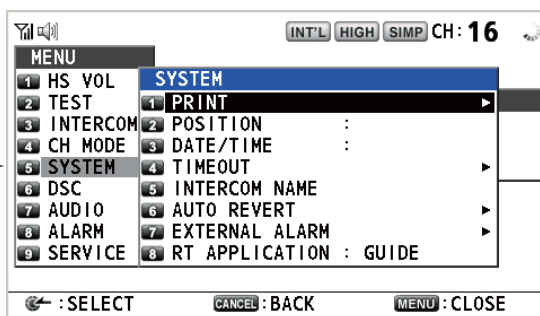 INT'L HIGH SIMP CH: 16
MENU
1 HS VOL
2 TEST
3 INTERCOM
4 CH MODE
5 SYSTEM
6 DSC
7 AUDIO
8 ALARM
9 SERVICE
SYSTEM
1 PRINT
2 POSITION :
3 DATE/TIME :
4 TIMEOUT
5 INTERCOM NAME
6 AUTO REVERT
7 EXTERNAL ALARM
8 RT APPLICATION : GUIDE
: SELECT CANCEL : BACK MENU : CLOSE